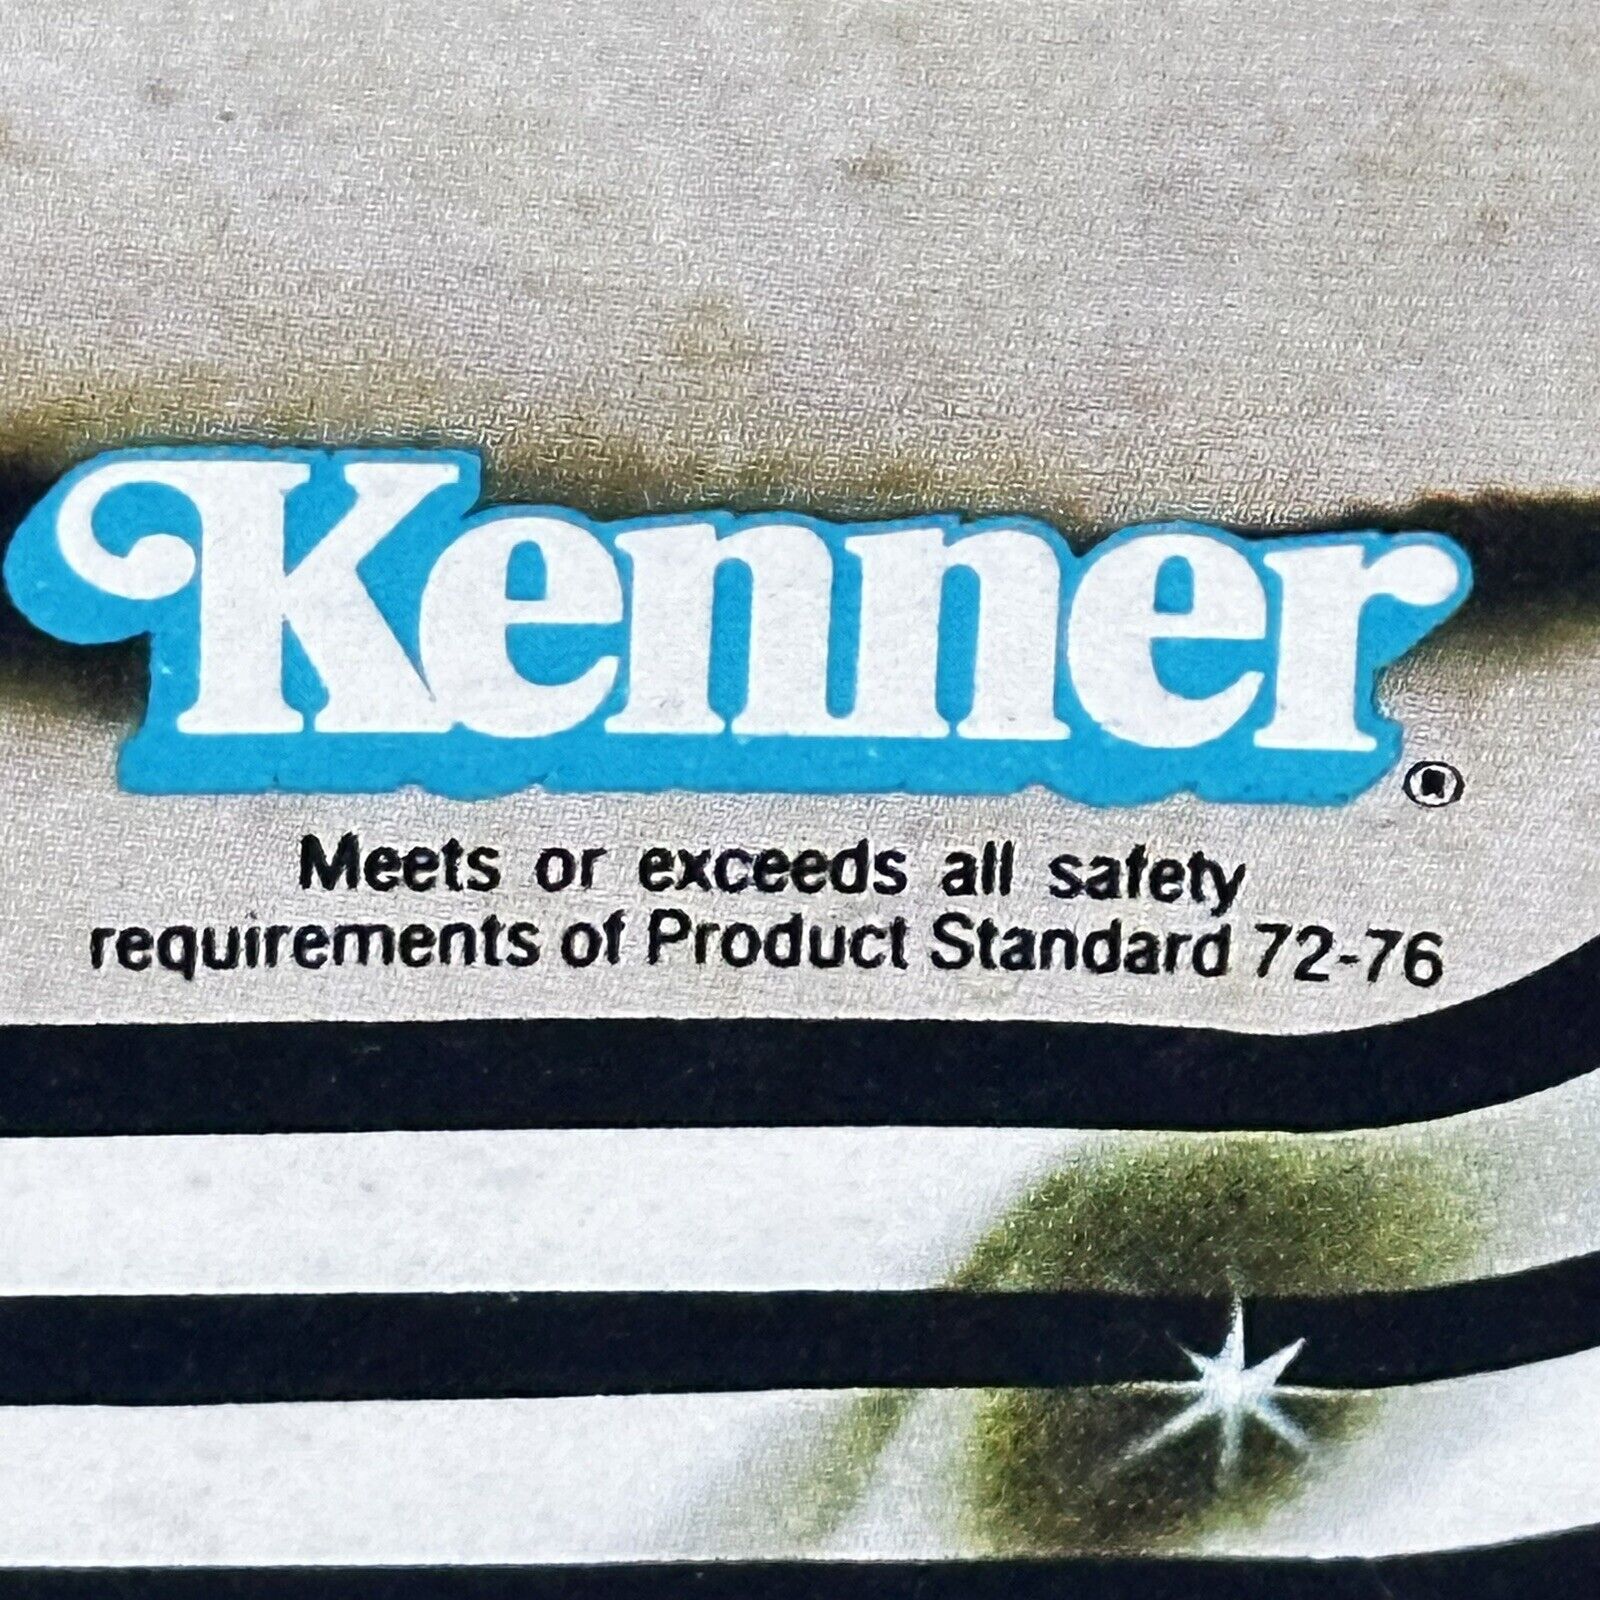 Kenner®
Meets or exceeds all safety
requirements of Product Standard 72-76